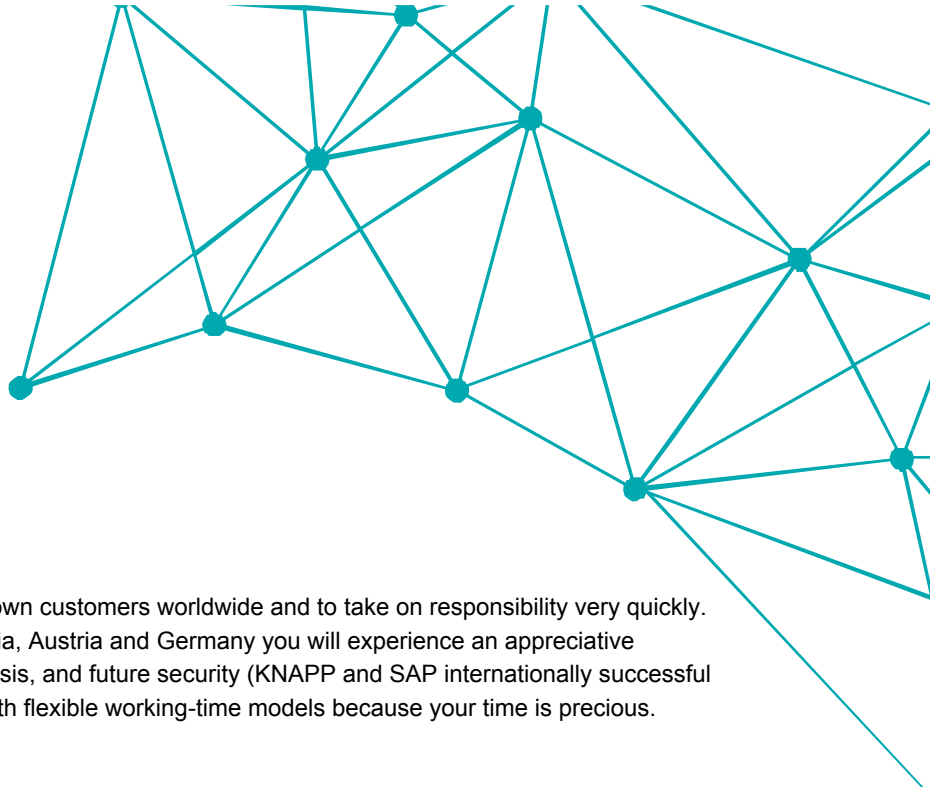 own customers worldwide and to take on responsibility very quickly.
ia, Austria and Germany you will experience an appreciative
sis, and future security (KNAPP and SAP internationally successful
th flexible working-time models because your time is precious.